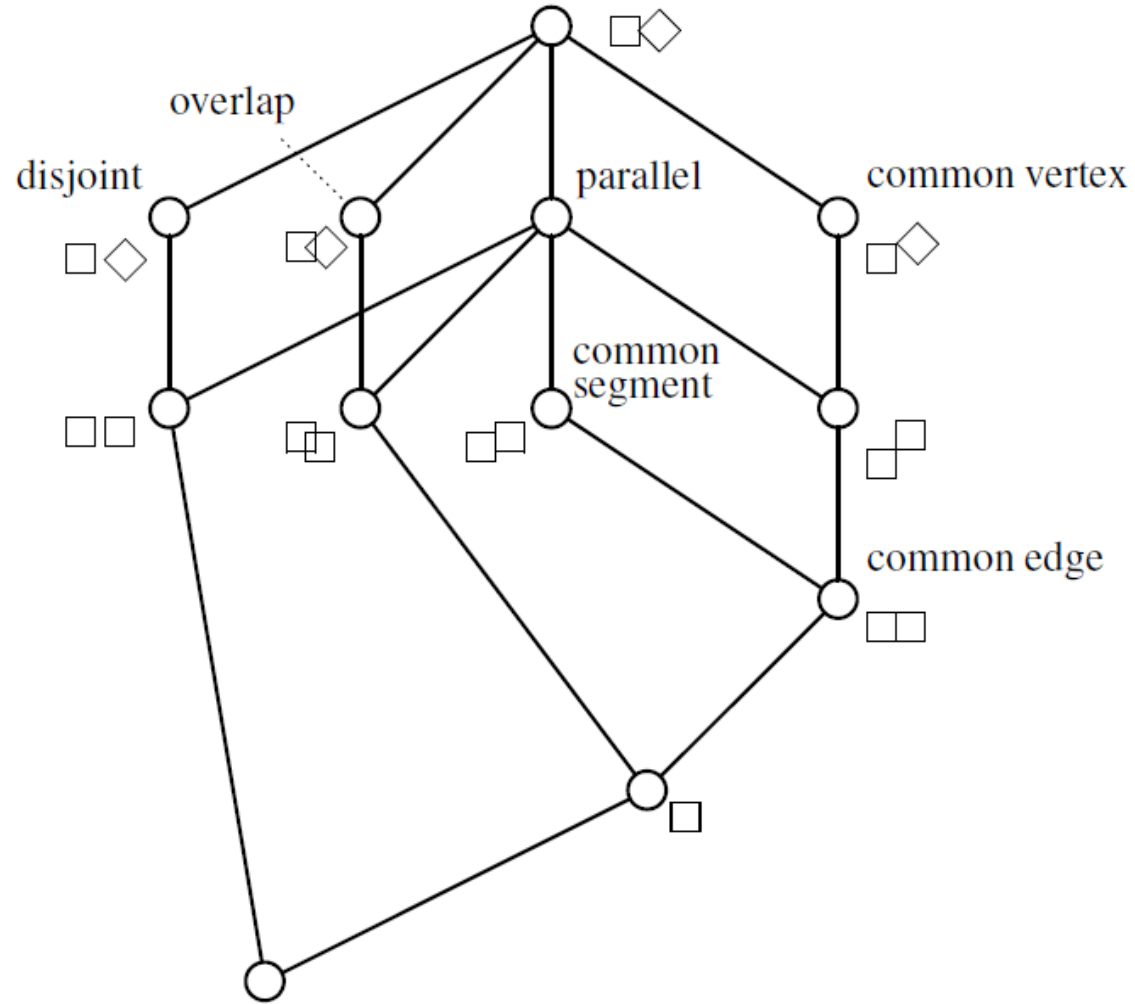 overlap
disjoint
parallel
common vertex
common
segment
common edge